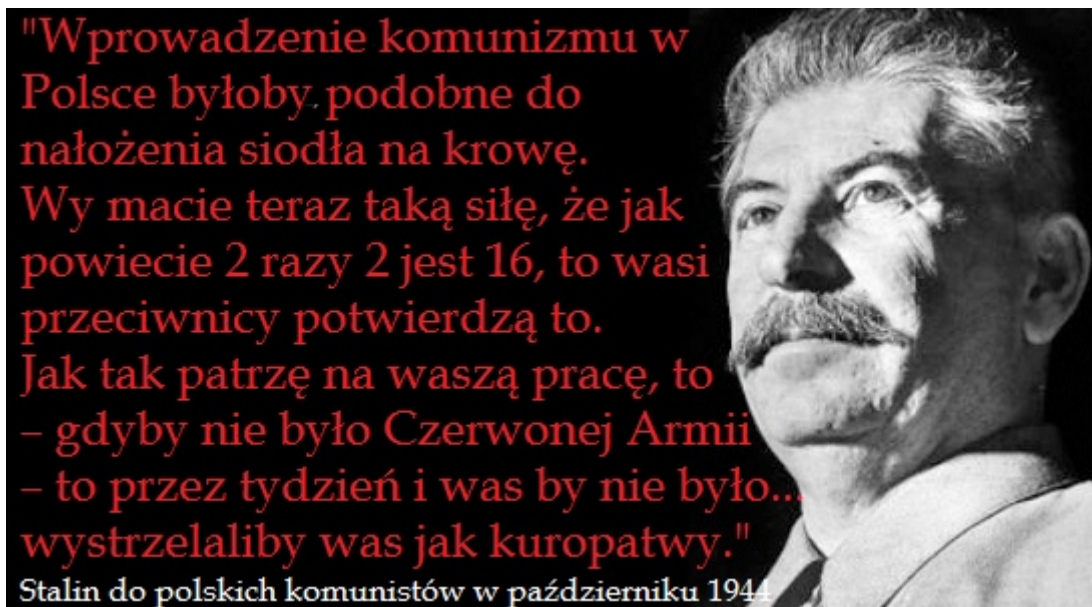 "Wprowadzenie komunizmu w
Polsce byłoby podobne do
nałożenia siodła na krowę.
Wy macie teraz taką siłę, że jak
powiecie 2 razy 2 jest 16, to wasi
przeciwnicy potwierdzą to.
Jak tak patrzę na waszą pracę, to
– gdyby nie było Czerwonej Armii
– to przez tydzień i was by nie było...
wystrzelaliby was jak kuropatwy."
Stalin do polskich komunistów w październiku 1944